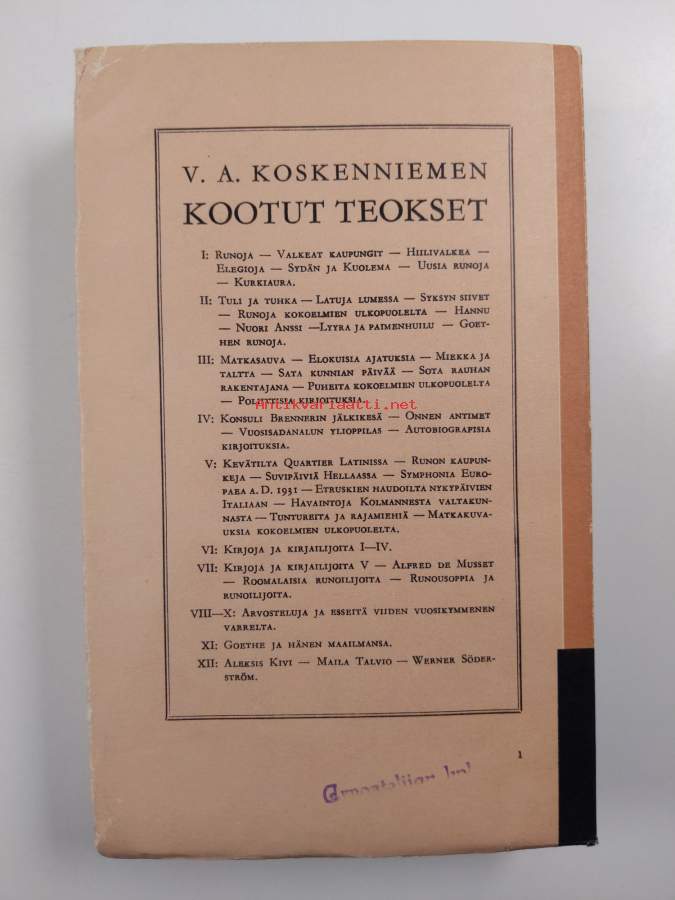 V. A. KOSKENNIEMEN
KOOTUT TEOKSET
I: Runoja — Valkeat kaupungit — Hiilivalkea —
Elegioja — Sydän ja Kuolema — Uusia runoja
— Kurkiaura.
II: Tuli ja tuhka — Latuja lumessa — Syksyn siivet
— Runoja kokoelmien ulkopuolelta — Hannu
— Nuori Anssi —Lyyra ja paimenhuilu — Goet-
hen runoja.
III: Matkasauva — Elokuisia ajatuksia — Miekka ja
taltta — Sata kunnian päivää — Sota rauhan
rakentajana — Puheita kokoelmien ulkopuolelta
— Poliittisia kirjoituksia.
Antikvariaatti.net
IV: Konsuli Brennerin jälkikesä — Onnen antimet
— Vuosisadanalun ylioppilas — Autobiografisia
kirjoituksia.
V: Kevätilta Quartier Latinissa — Runon kaupun-
keja — Suvipäiviä Hellaassa — Symphonia Euro-
paea a. D. 1931 — Etruskien haudoilta nykypäivien
Italiaan — Havaintoja Kolmannesta valtakun-
nasta — Tuntureita ja rajamiehiä — Matkakuva-
uksia kokoelmien ulkopuolelta.
VI: Kirjoja ja kirjailijoita I—IV.
VII: Kirjoja ja kirjailijoita V — Alfred de Musset
— Roomalaisia runoilijoita — Runousoppia ja
runoilijoita.
VIII—X: Arvosteluja ja esseitä viiden vuosikymmenen
varrelta.
XI: Goethe ja hänen maailmansa.
XII: Aleksis Kivi — Maila Talvio — Werner Söder-
ström.
1